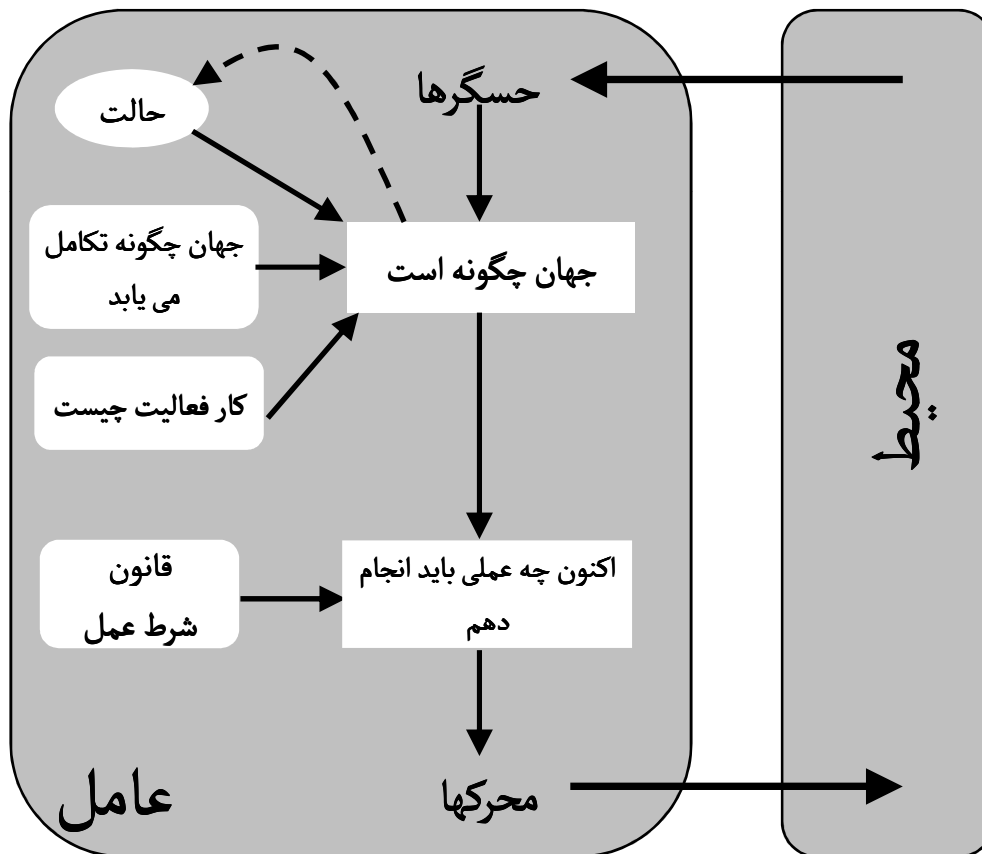 حسگرها
حالت
جهان چگونه تکامل
می یابد
جهان چگونه است
کار فعالیت چیست
محیط
قانون
شرط عمل
اکنون چه عملی باید انجام
دهم
محرکها
عامل